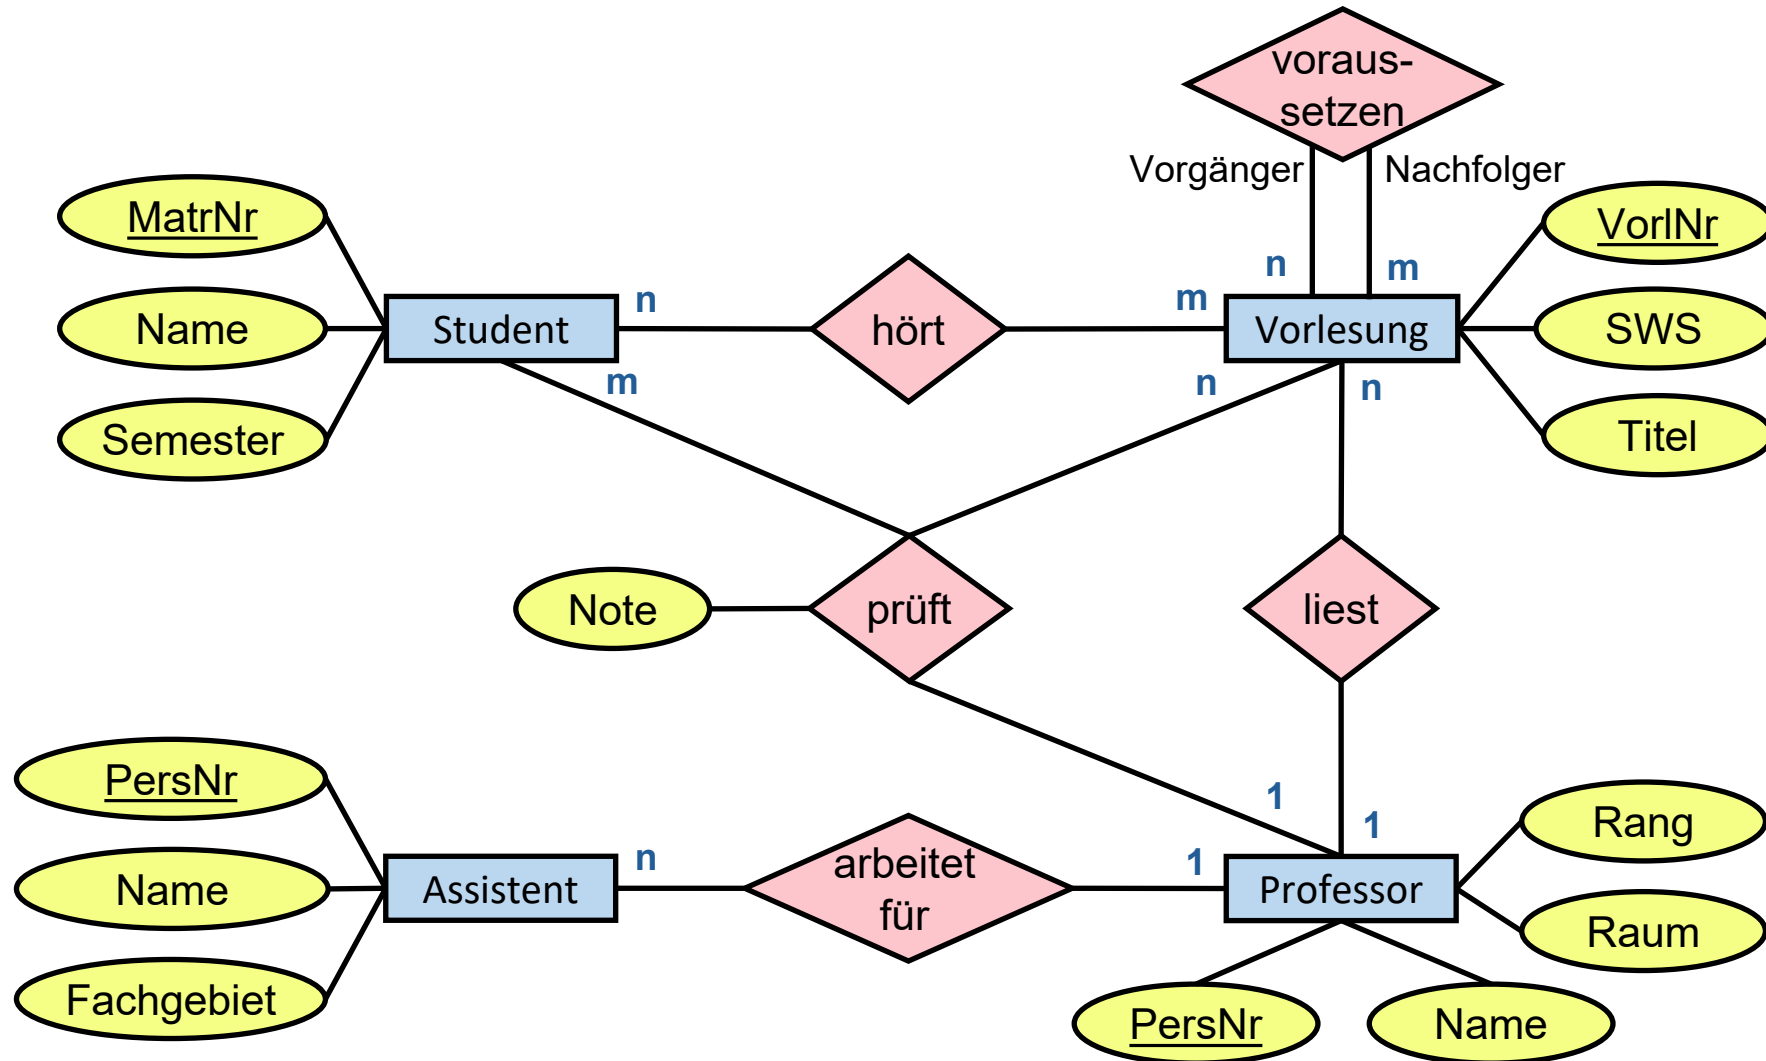 voraus-
setzen
Vorgänger
Nachfolger
MatrNr
VorlNr
n
m
n
m
Name
Student
hört
Vorlesung
SWS
m
n
n
Semester
Titel
Note
prüft
liest
PersNr
1
1
Rang
n
1
Name
Assistent
arbeitet
für
Professor
Raum
Fachgebiet
PersNr
Name